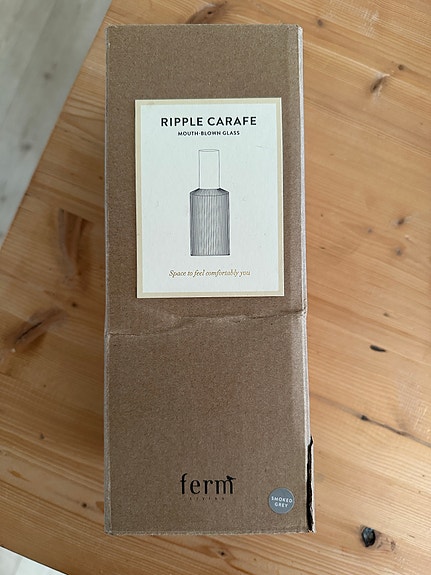 RIPPLE CARAFE
MOUTH-BLOWN GLASS
Space to feel comfortably you
ferm
LIVING
SMOKED
GREY